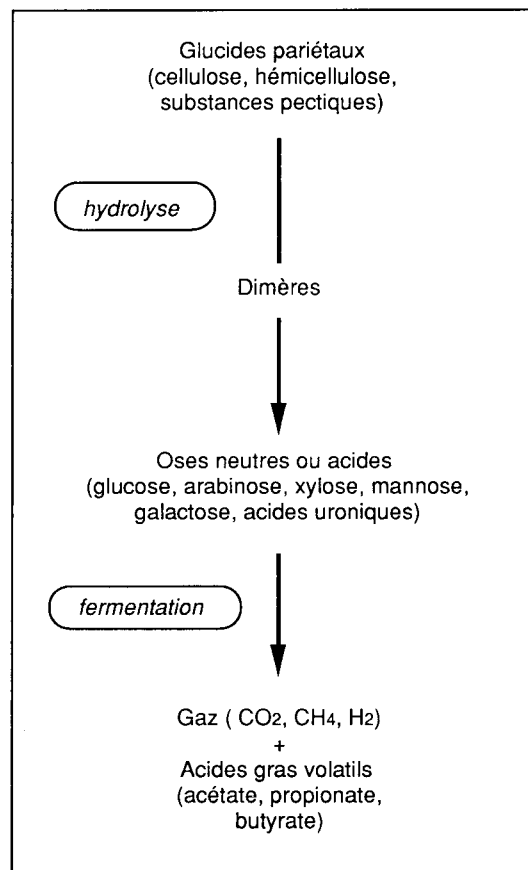 Glucides pariétaux
(cellulose, hémicellulose,
substances pectiques)
hydrolyse
Dimères
Oses neutres ou acides
(glucose, arabinose, xylose, mannose,
galactose, acides uroniques)
fermentation
Gaz ( CO2, CH4, H2)
+
Acides gras volatils
(acétate, propionate,
butyrate)